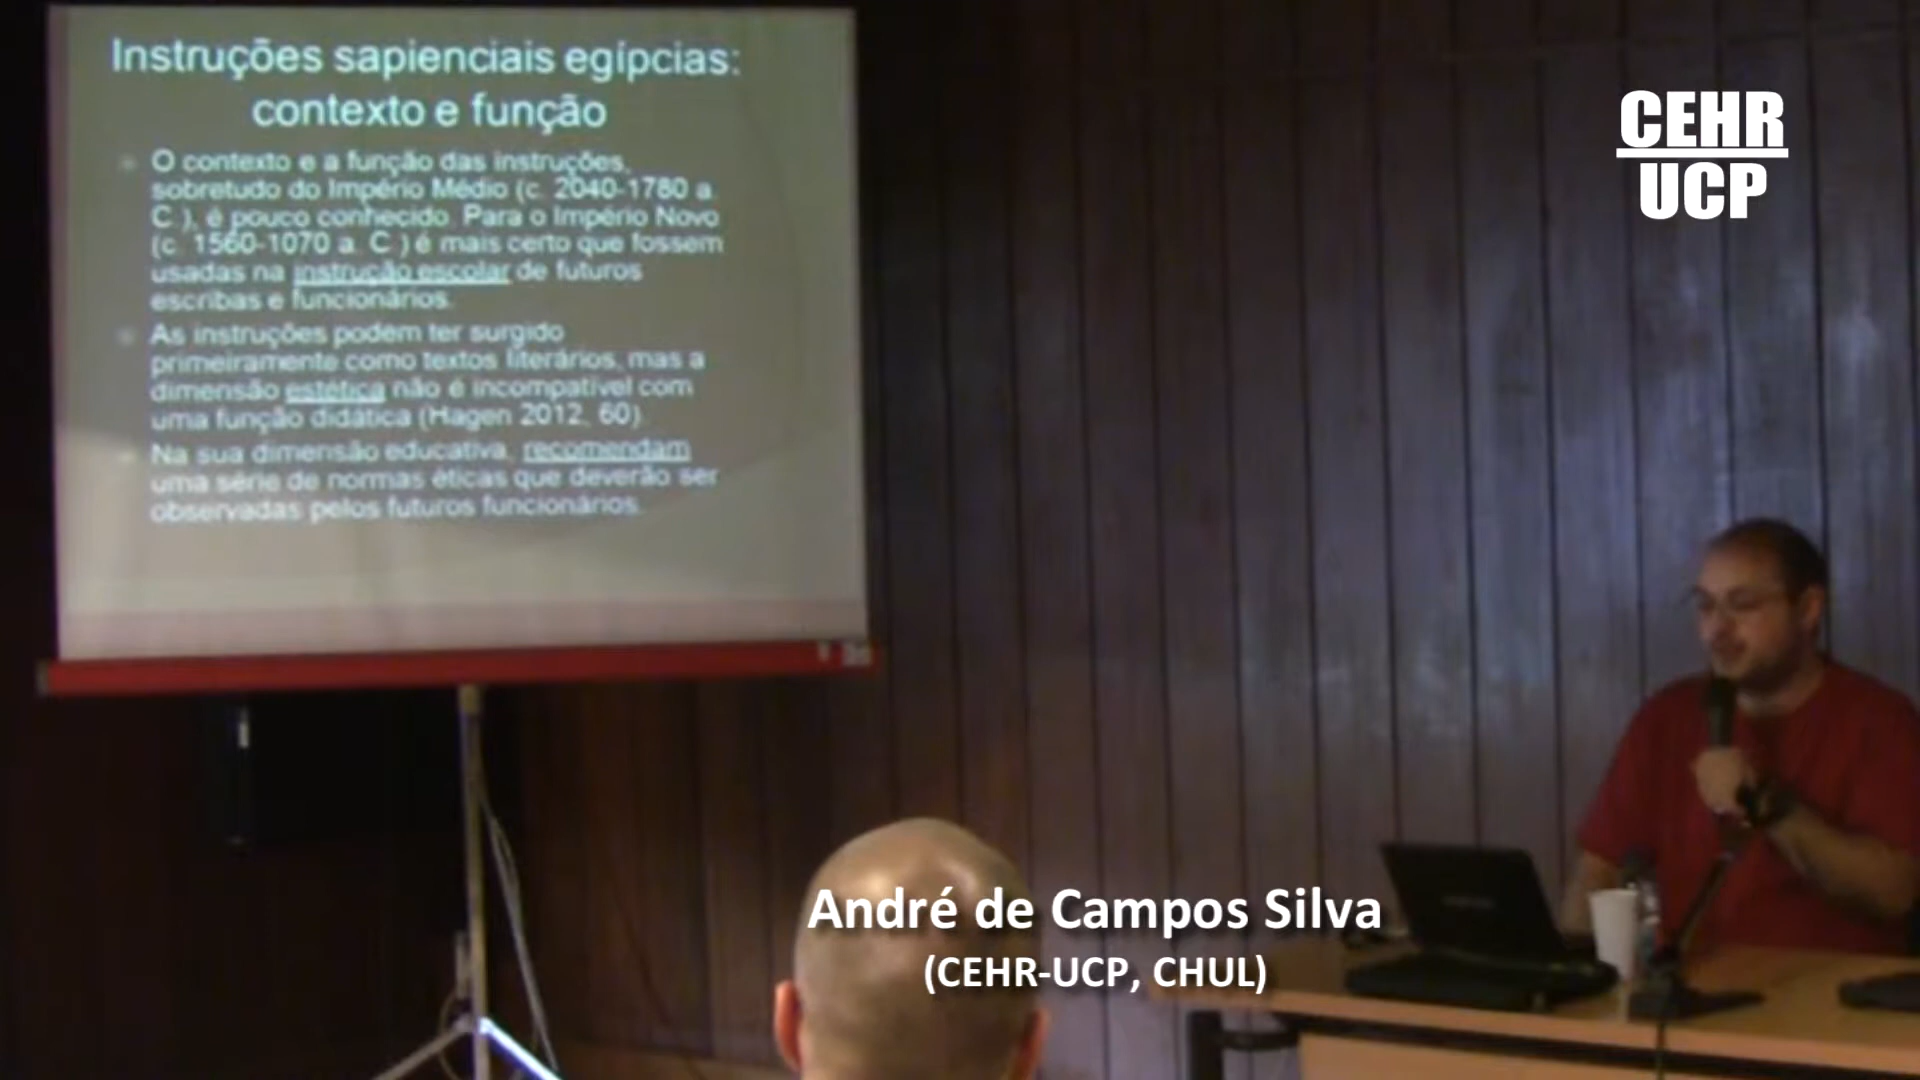 Instruções sapienciais egípcias:
contexto e função
O contexto e a função das instruções,
sobretudo do Império Médio (c. 2040-1780 a.
C.), é pouco conhecido. Para o Império Novo
(c. 1560-1070 a. C.) é mais certo que fossem
usadas na instrução escolar de futuros
escribas e funcionários.
As instruções podem ter surgido
primeiramente como textos literários, mas a
dimensão estética não é incompatível com
uma função didática (Hagen 2012, 60).
Na sua dimensão educativa, recomendam
uma série de normas éticas que deverão ser
observadas pelos futuros funcionários.
CEHR
UCP
André de Campos Silva
(CEHR-UCP, CHUL)